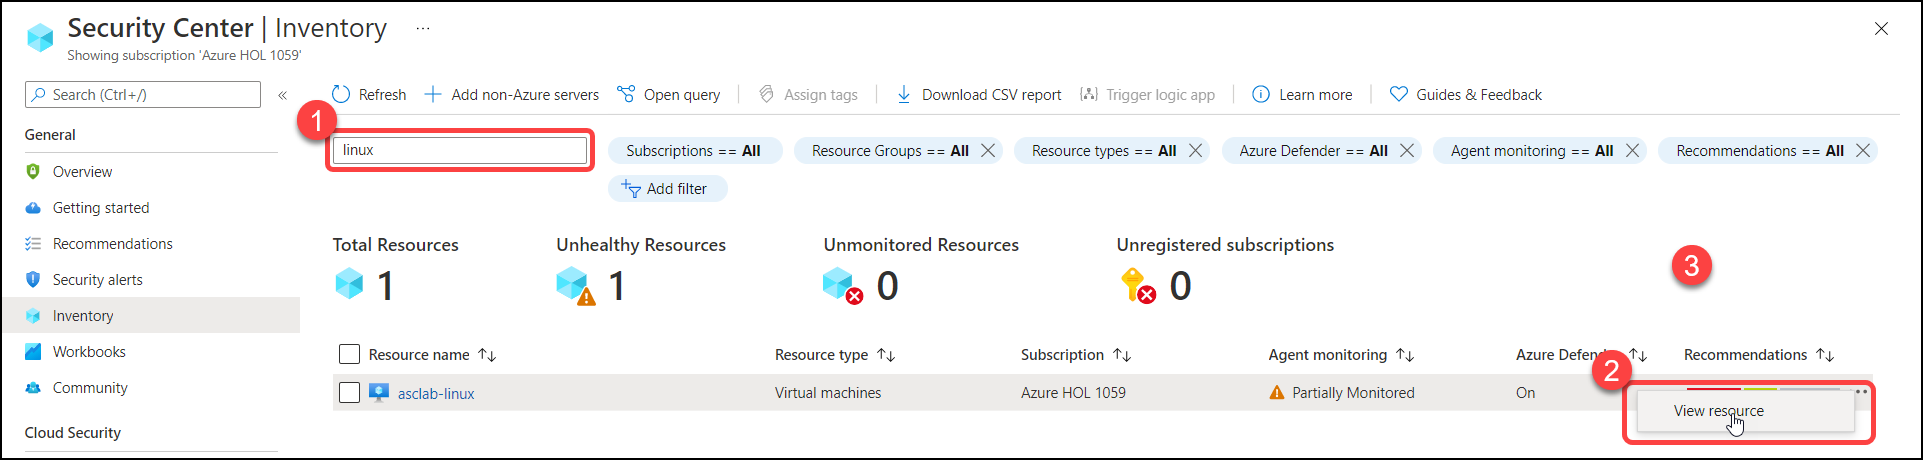 Security Center | Inventory ...
Showing subscription 'Azure HOL 1059'
Search (Ctrl+/)
«
Refresh
Add non-Azure servers
Open query
Assign tags
Download CSV report
Trigger logic app
Learn more
Guides & Feedback
General
Overview
Getting started
Recommendations
Security alerts
Inventory
Workbooks
Community
Cloud Security
1
linux
Subscriptions == All
Resource Groups == All
Resource types == All
Azure Defender == All
Agent monitoring == All
Recommendations == All
Add filter
Total Resources
1
Unhealthy Resources
1
Unmonitored Resources
0
Unregistered subscriptions
0
3
Resource name
Resource type
Subscription
Agent monitoring
Azure Defend
Recommendations
2
asclab-linux
Virtual machines
Azure HOL 1059
Partially Monitored
On
View resource